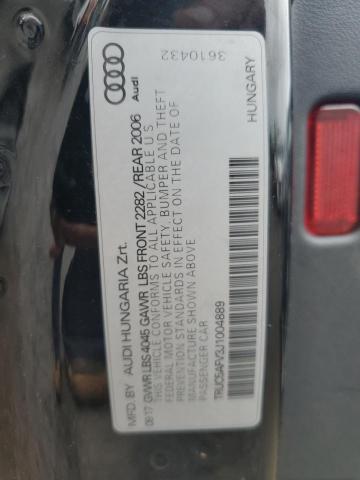 MFD. BY AUDI HUNGARIA Zrt.
08 17 GVWR LBS 4045 GAWR LBS FRONT 2282 /REAR 2006
THIS VEHICLE CONFORMS TO ALL APPLICABLE U S
FEDERAL MOTOR VEHICLE SAFETY, BUMPER AND THEFT
PREVENTION STANDARDS IN EFFECT ON THE DATE OF
MANUFACTURE SHOWN ABOVE.
PASSENGER CAR
TRUC5AFV3J1004889
Audi
3610432
HUNGARY